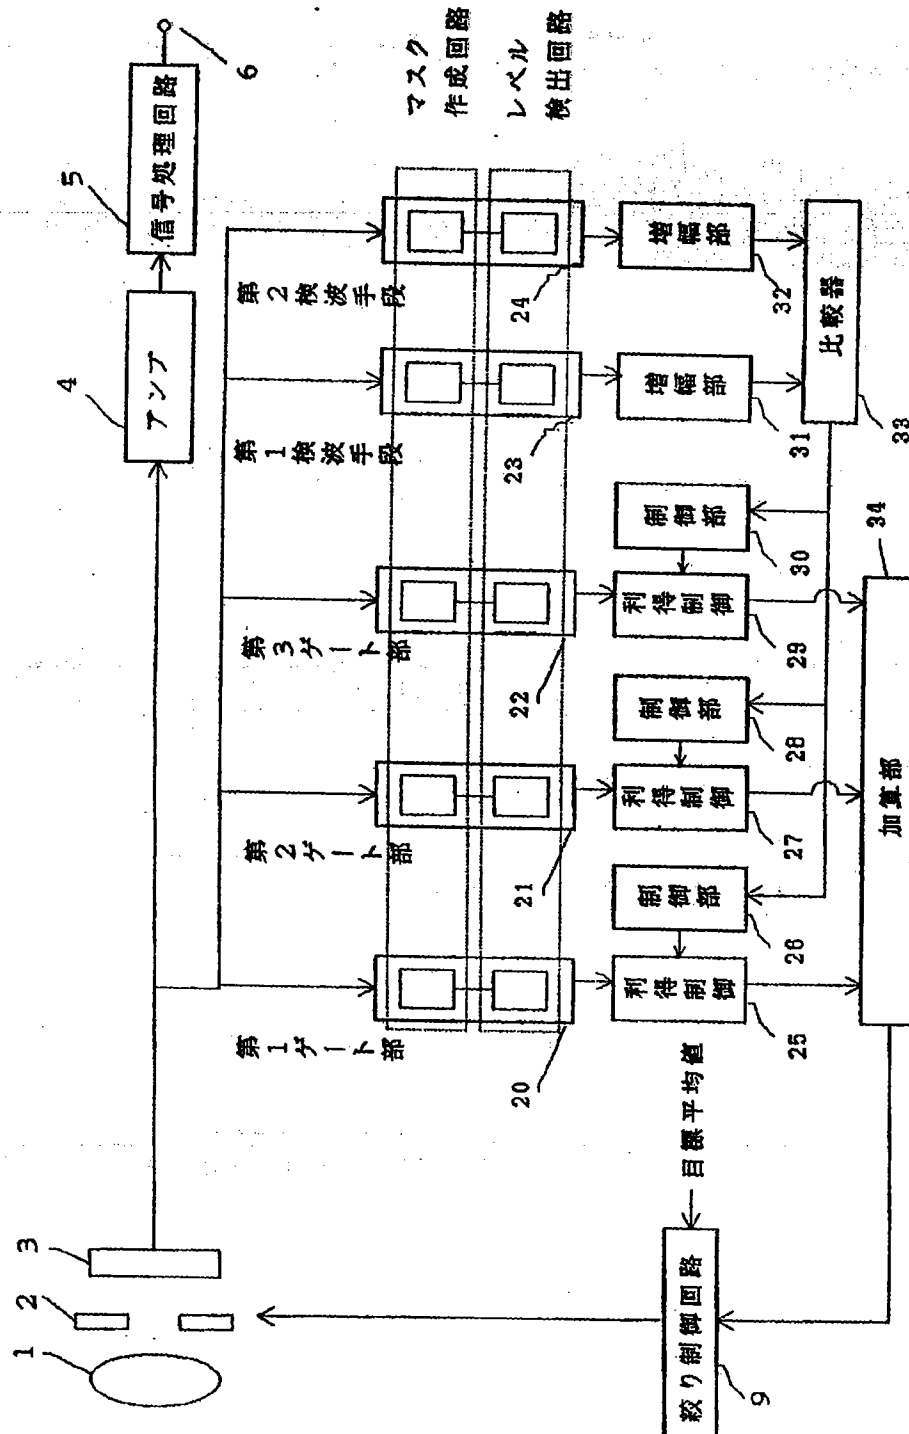 1
2
3
アンプ
4
信号処理回路
5
6
マスク
作成回路
レベル
検出回路
第1ゲート部
第2ゲート部
第3ゲート部
第1検波手段
第2検波手段
20
21
22
23
24
目標平均値
利得制御
25
制御部
26
利得制御
27
制御部
28
利得制御
29
制御部
30
増幅部
31
増幅部
32
比較器
33
加算部
34
絞り制御回路
9